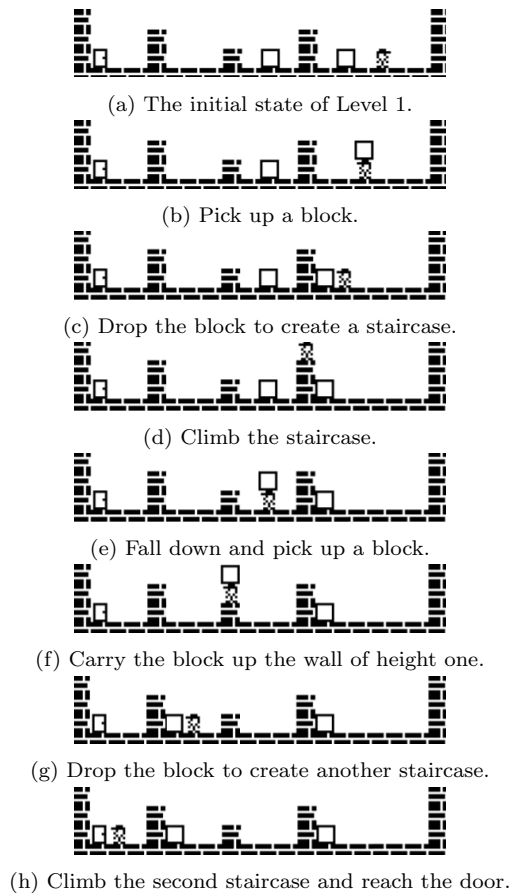 (a) The initial state of Level 1.
(b) Pick up a block.
(c) Drop the block to create a staircase.
(d) Climb the staircase.
(e) Fall down and pick up a block.
(f) Carry the block up the wall of height one.
(g) Drop the block to create another staircase.
(h) Climb the second staircase and reach the door.